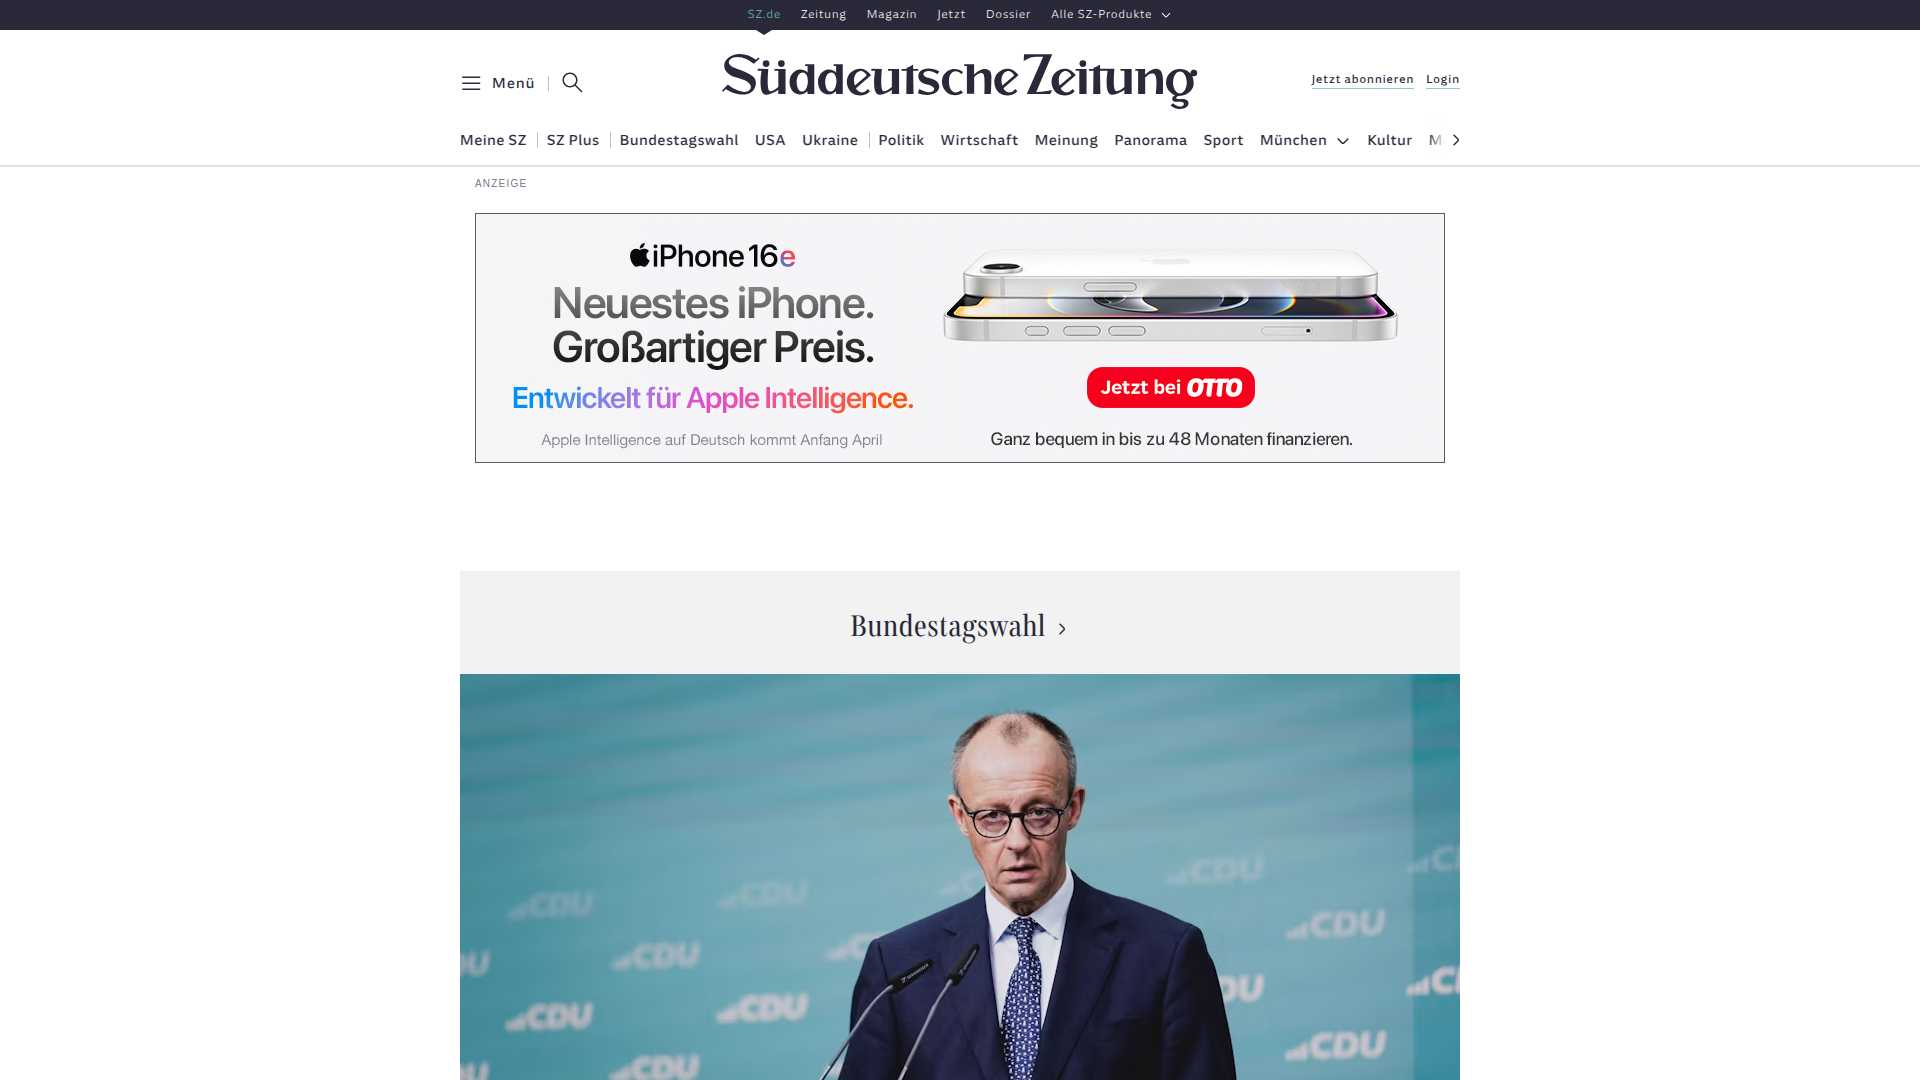 SZ.de Zeitung Magazin Jetzt Dossier Alle SZ-Produkte
Menü
Süddeutsche Zeitung
Jetzt abonnieren Login
Meine SZ SZ Plus Bundestagswahl USA Ukraine Politik Wirtschaft Meinung Panorama Sport München Kultur M
ANZEIGE
iPhone 16e
Neuestes iPhone.
Großartiger Preis.
Entwickelt für Apple Intelligence.
Apple Intelligence auf Deutsch kommt Anfang April
Jetzt bei OTTO
Ganz bequem in bis zu 48 Monaten finanzieren.
Bundestagswahl
CDU
CDU
CDU
CDU
CDU
CDU
CDU
CDU
CDU
CDU